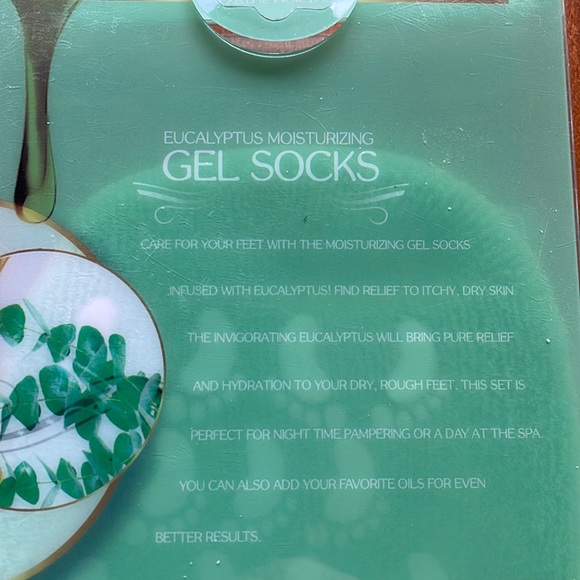 EUCALYPTUS MOISTURIZING
GEL SOCKS
CARE FOR YOUR FEET WITH THE MOISTURIZING GEL SOCKS
INFUSED WITH EUCALYPTUS! FIND RELIEF TO ITCHY, DRY SKIN.
THE INVIGORATING EUCALYPTUS WILL BRING PURE RELIEF
AND HYDRATION TO YOUR DRY, ROUGH FEET. THIS SET IS
PERFECT FOR NIGHT TIME PAMPERING OR A DAY AT THE SPA.
YOU CAN ALSO ADD YOUR FAVORITE OILS FOR EVEN
BETTER RESULTS.